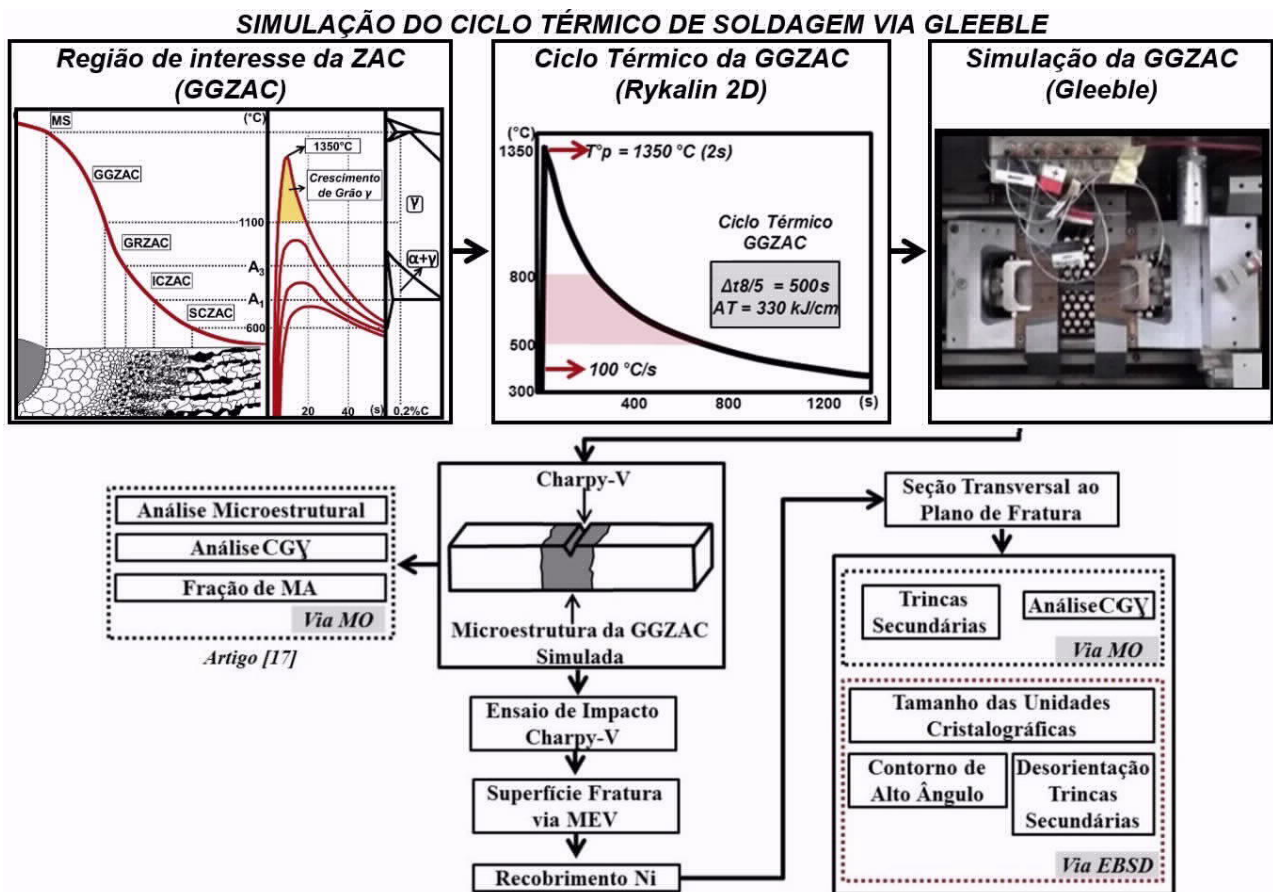 SIMULAÇÃO DO CICLO TÉRMICO DE SOLDAGEM VIA GLEEBLE
Região de interesse da ZAC
(GGZAC)
(°C)
MS
GGZAC
1100
GRZAC
A3
ICZAC
A1
SCZAC
600
1350°C
Crescimento
de Grão γ
γ
α+γ
20
40
(s)
0,2%C
Ciclo Térmico da GGZAC
(Rykalin 2D)
(°C)
1350
T°p = 1350 °C (2s)
Ciclo Térmico
GGZAC
800
Δt8/5 = 500s
AT = 330 kJ/cm
500
100 °C/s
300
400
800
1200
(s)
Simulação da GGZAC
(Gleeble)
Análise Microestrutural
Análise CGγ
Fração de MA
Via MO
Artigo [17]
Charpy-V
Microestrutura da GGZAC
Simulada
Ensaio de Impacto
Charpy-V
Superfície Fratura
via MEV
Recobrimento Ni
Seção Transversal ao
Plano de Fratura
Trincas
Secundárias
Análise CGγ
Via MO
Tamanho das Unidades
Cristalográficas
Contorno de
Alto Ângulo
Desorientação
Trincas
Secundárias
Via EBSD